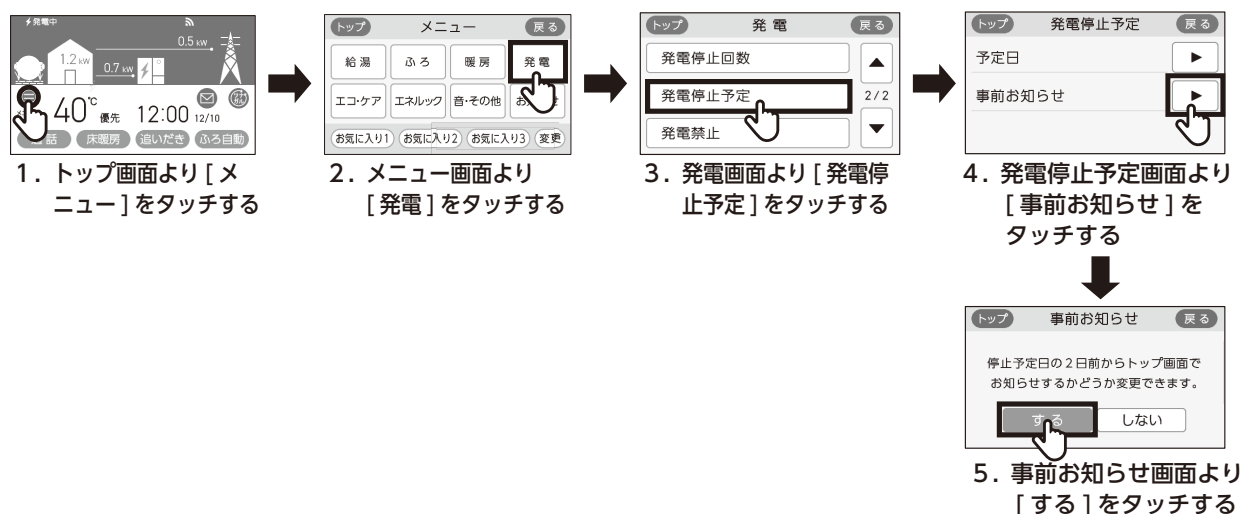 発電中
0.5 kw
1.2 kw
0.7 kw
40℃ 優先 12:00 12/10
床暖房 追いだき ふろ自動
1. トップ画面より [ メ
ニュー ] をタッチする
トップ メニュー 戻る
給湯 ふろ 暖房 発電
エコ・ケア エネルック 音・その他
お気に入り1 お気に入り2 お気に入り3 変更
2. メニュー画面より
[ 発電 ] をタッチする
トップ 発電 戻る
発電停止回数
発電停止予定
2/2
発電禁止
3. 発電画面より [ 発電停
止予定 ] をタッチする
トップ 発電停止予定 戻る
予定日
事前お知らせ
4. 発電停止予定画面より
[ 事前お知らせ ] を
タッチする
トップ 事前お知らせ 戻る
停止予定日の2日前からトップ画面で
お知らせするかどうか変更できます。
する しない
5. 事前お知らせ画面より
[ する ] をタッチする